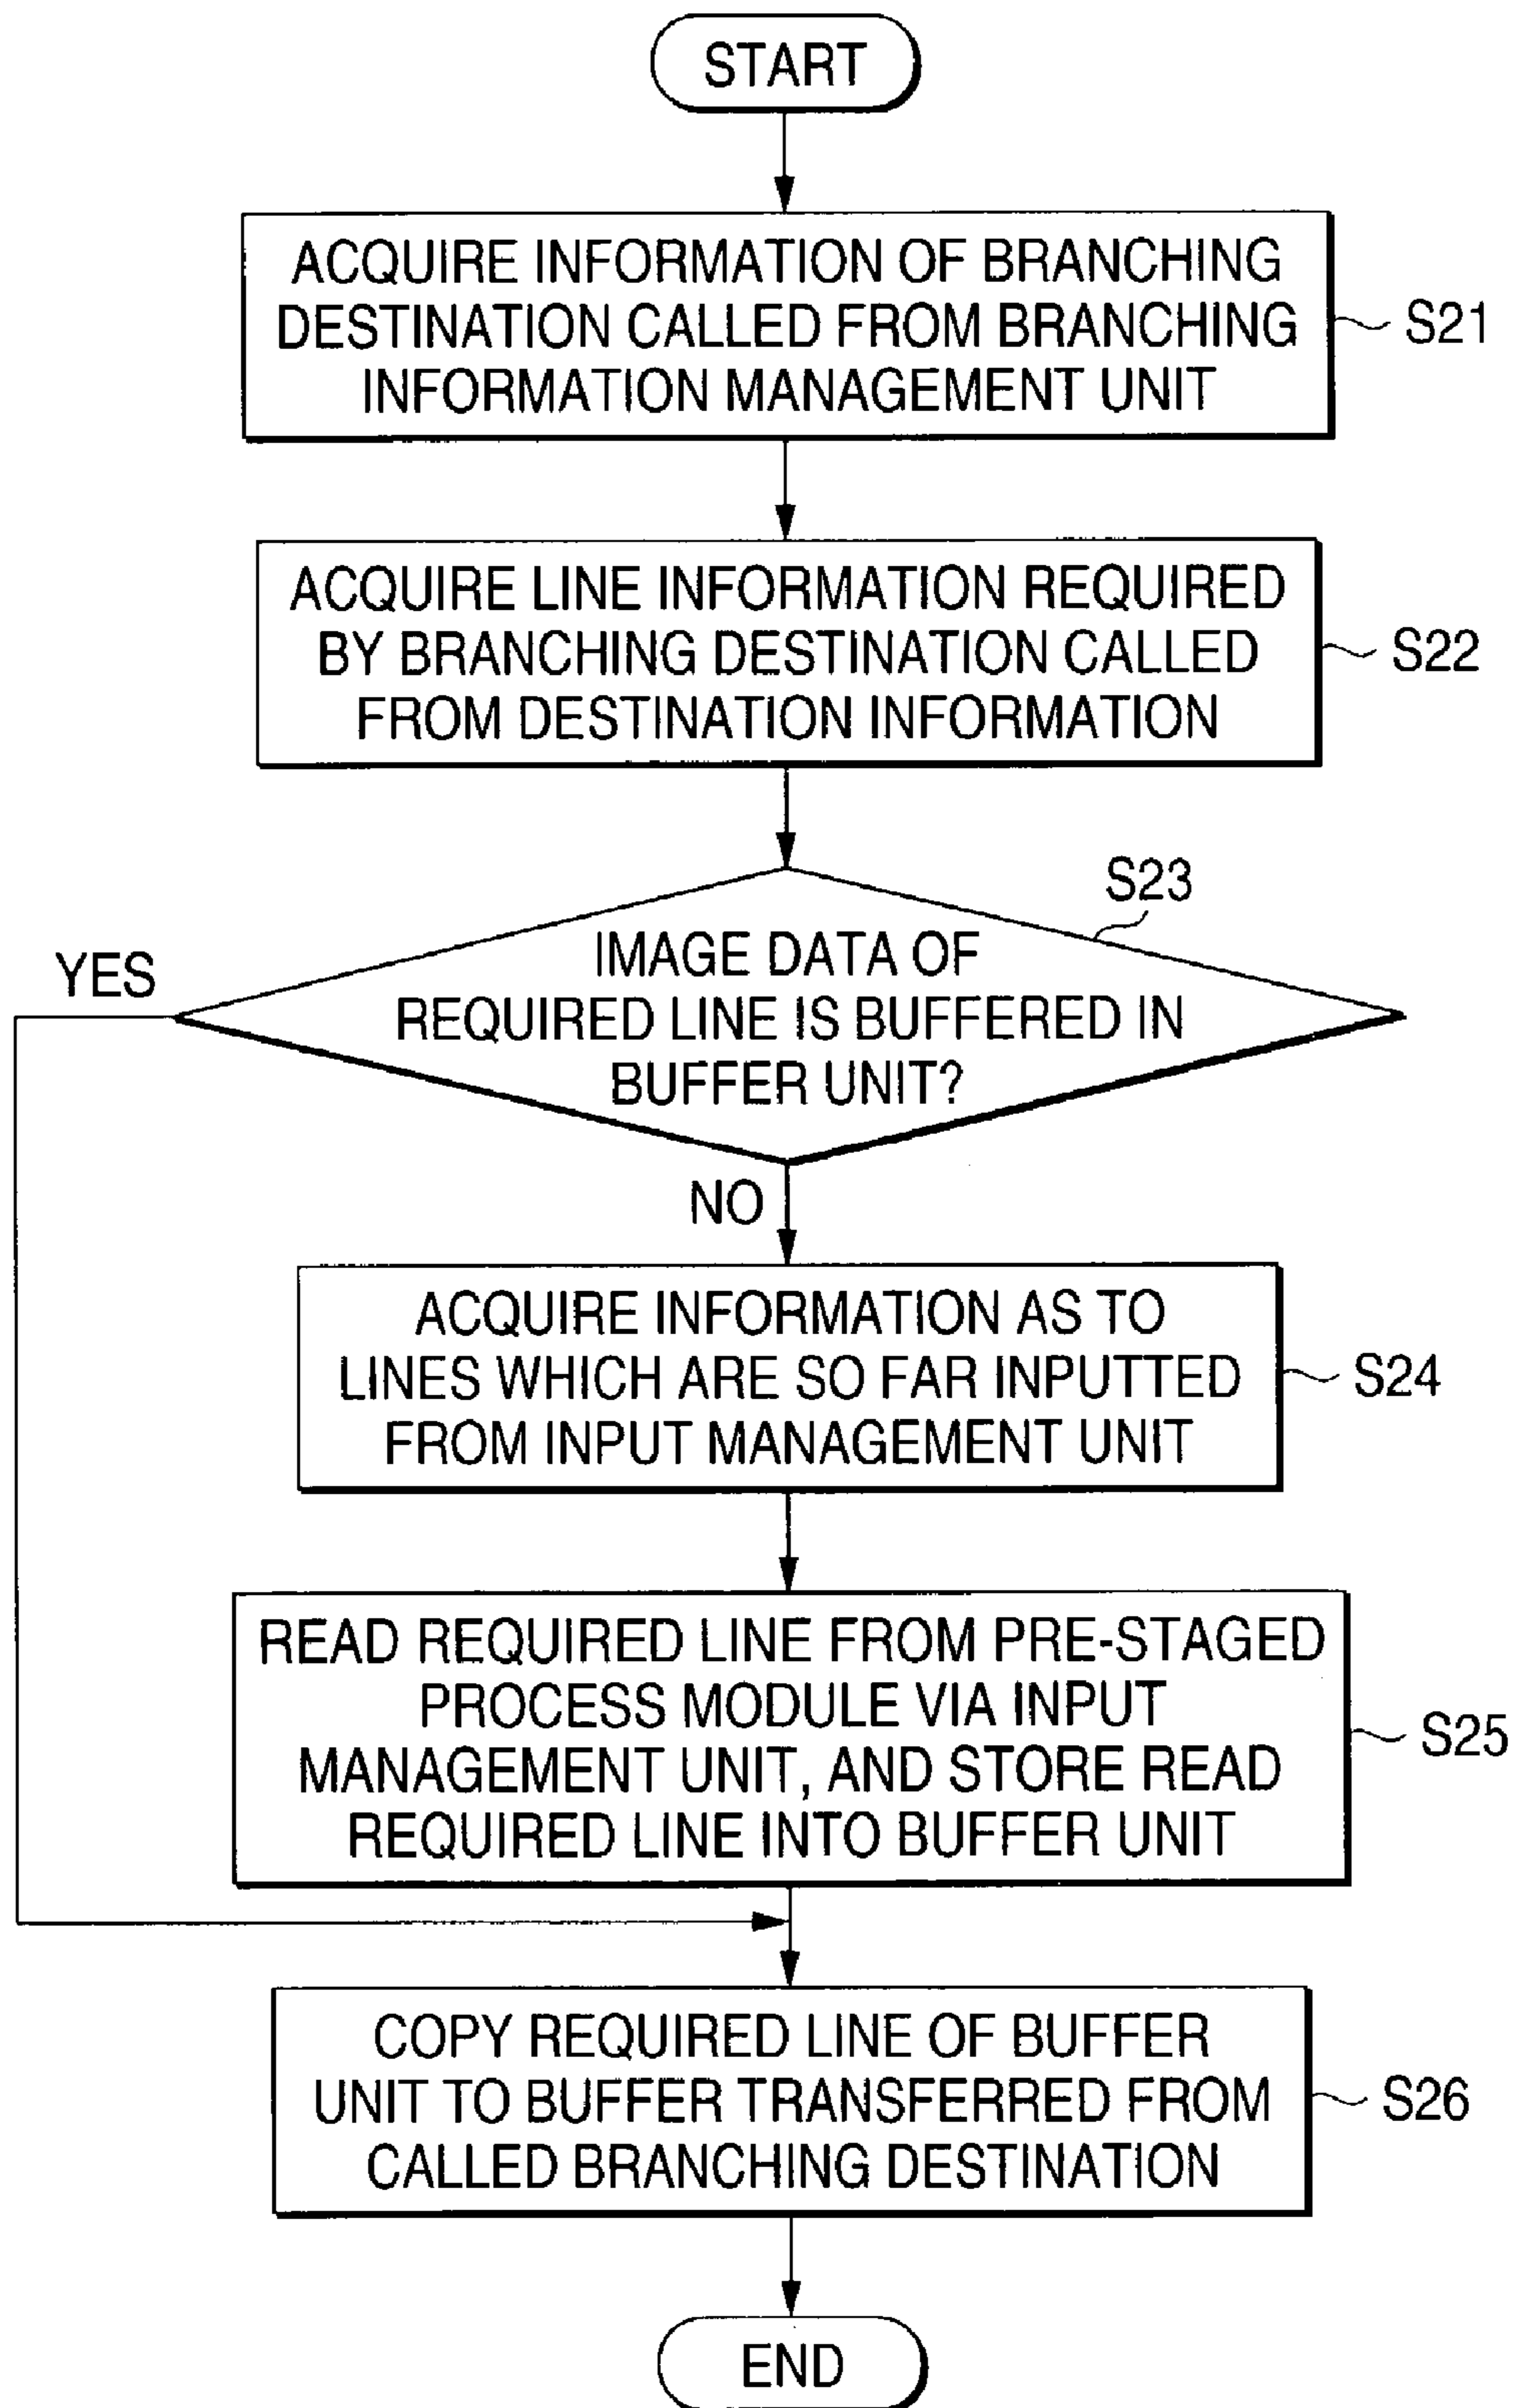 START
ACQUIRE INFORMATION OF BRANCHING
DESTINATION CALLED FROM BRANCHING
INFORMATION MANAGEMENT UNIT
S21
ACQUIRE LINE INFORMATION REQUIRED
BY BRANCHING DESTINATION CALLED
FROM DESTINATION INFORMATION
S22
S23
IMAGE DATA OF
REQUIRED LINE IS BUFFERED IN
BUFFER UNIT?
YES
NO
ACQUIRE INFORMATION AS TO
LINES WHICH ARE SO FAR INPUTTED
FROM INPUT MANAGEMENT UNIT
S24
READ REQUIRED LINE FROM PRE-STAGED
PROCESS MODULE VIA INPUT
MANAGEMENT UNIT, AND STORE READ
REQUIRED LINE INTO BUFFER UNIT
S25
COPY REQUIRED LINE OF BUFFER
UNIT TO BUFFER TRANSFERRED FROM
CALLED BRANCHING DESTINATION
S26
END